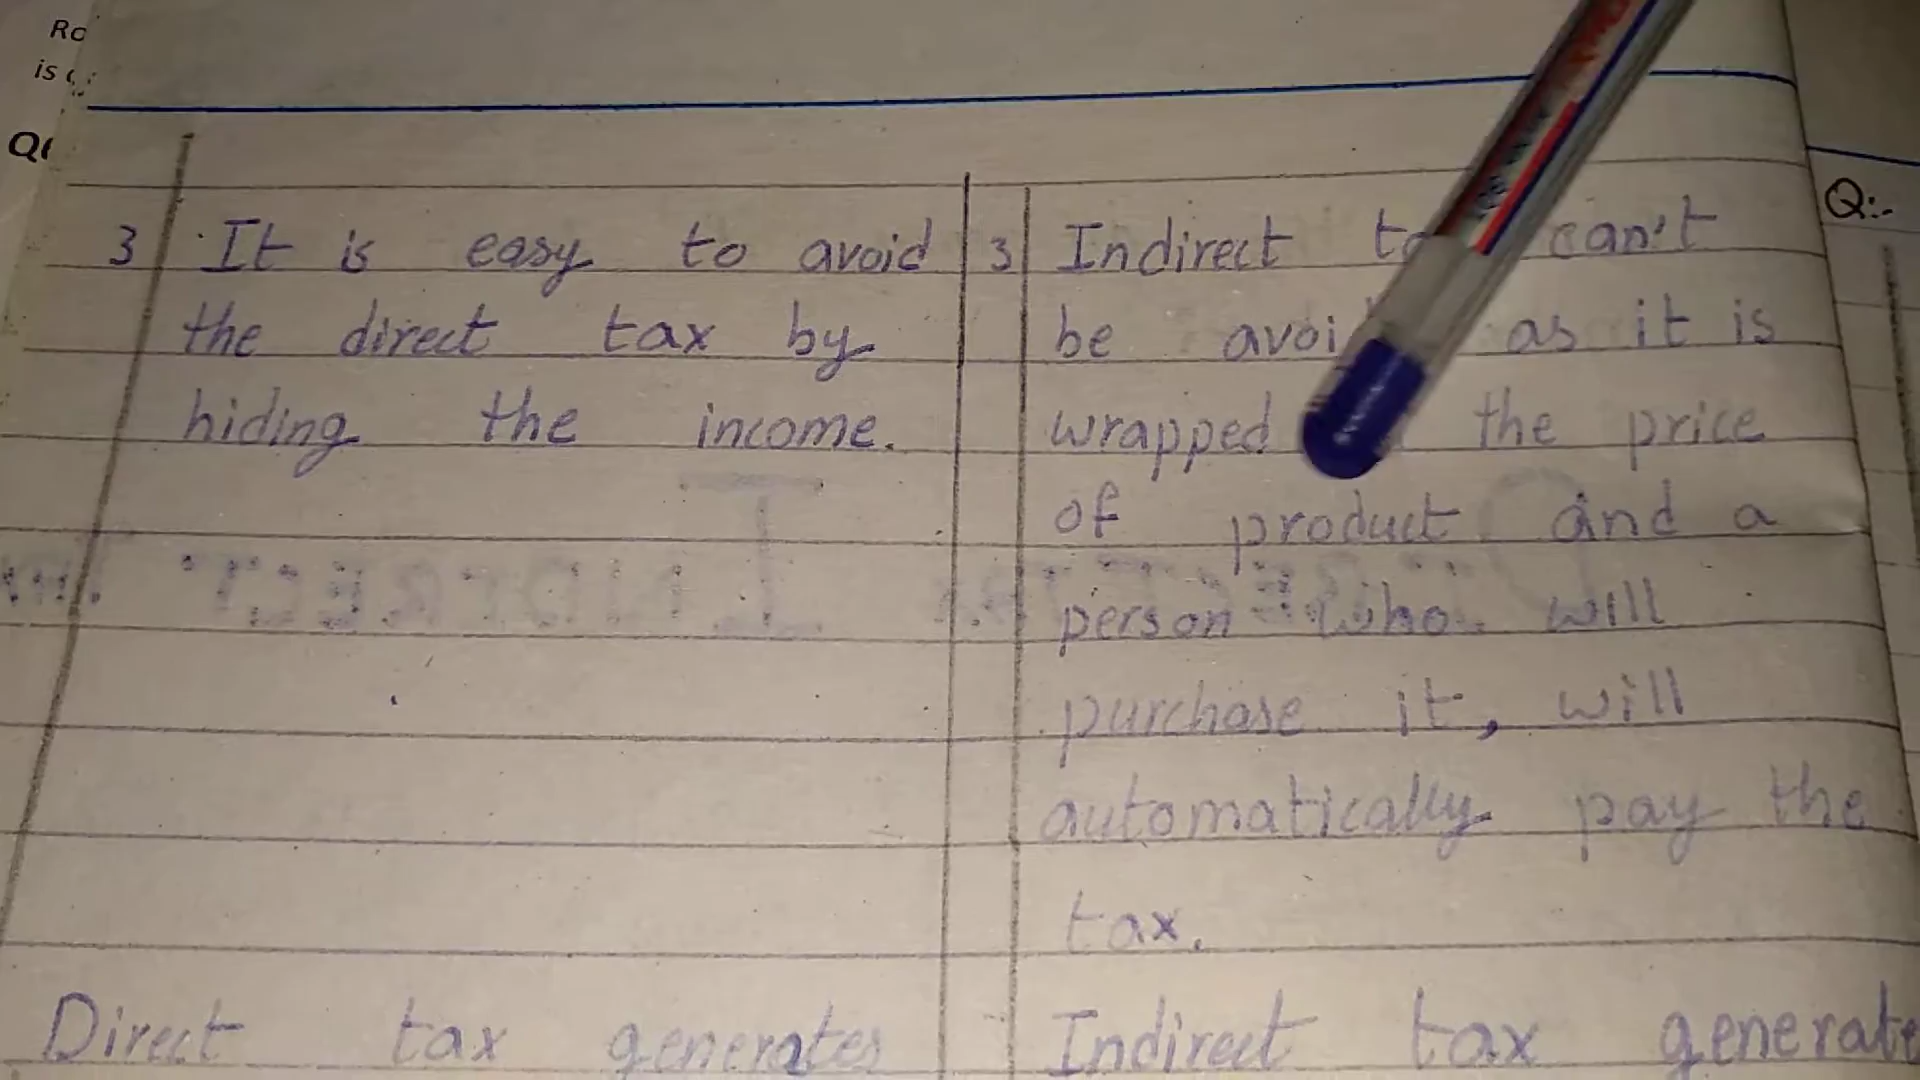 Q:-
3 It is easy to avoid
the direct tax by
hiding the income.
3 Indirect can't
be as it is
wrapped the price
of product and a
person who will
purchase it, will
automatically pay the
tax.
Direct tax generates
Indirect tax generate